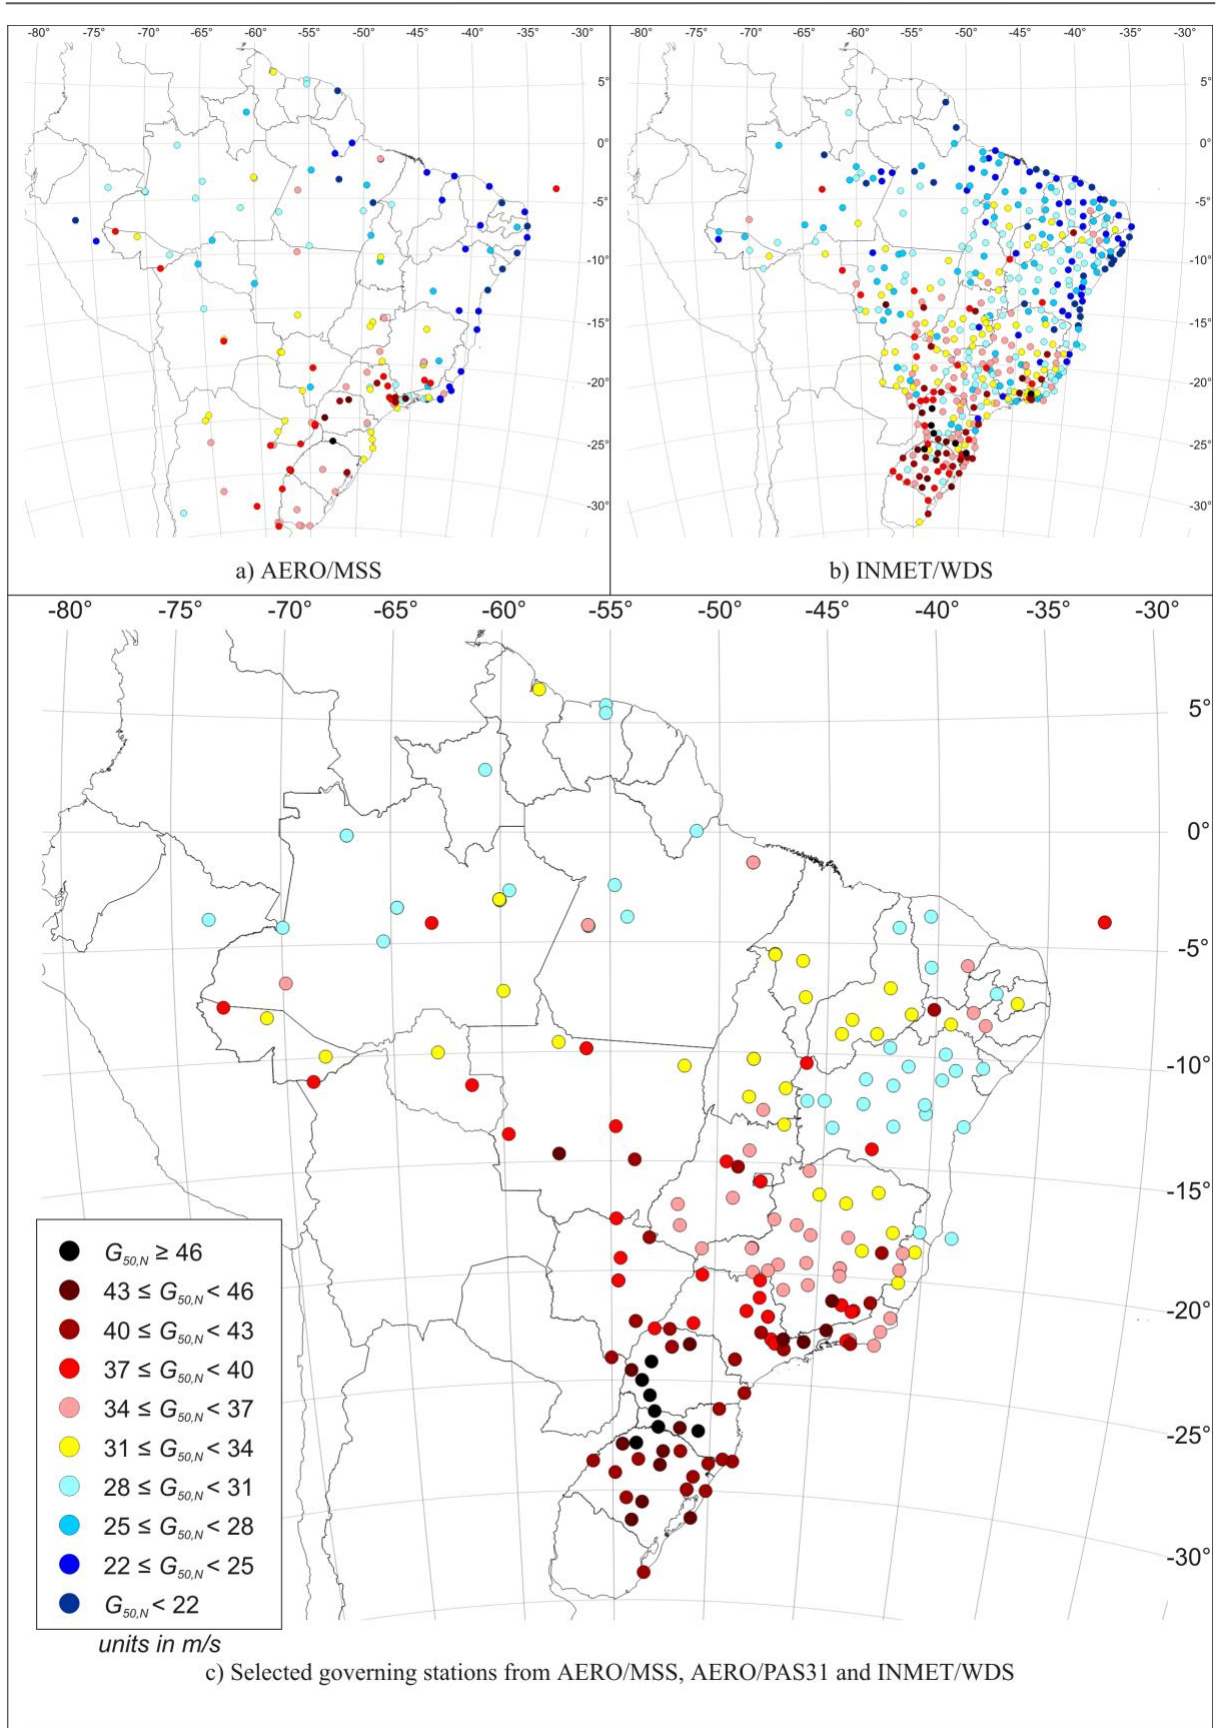 -80° -75° -70° -65° -60° -55° -50° -45° -40° -35° -30°
5°
0°
-5°
-10°
-15°
-20°
-25°
-30°
a) AERO/MSS
-80° -75° -70° -65° -60° -55° -50° -45° -40° -35° -30°
5°
0°
-5°
-10°
-15°
-20°
-25°
-30°
b) INMET/WDS
-80° -75° -70° -65° -60° -55° -50° -45° -40° -35° -30°
5°
0°
-5°
-10°
-15°
-20°
-25°
-30°
G50,N ≥ 46
43 ≤ G50,N < 46
40 ≤ G50,N < 43
37 ≤ G50,N < 40
34 ≤ G50,N < 37
31 ≤ G50,N < 34
28 ≤ G50,N < 31
25 ≤ G50,N < 28
22 ≤ G50,N < 25
G50,N < 22
units in m/s
c) Selected governing stations from AERO/MSS, AERO/PAS31 and INMET/WDS